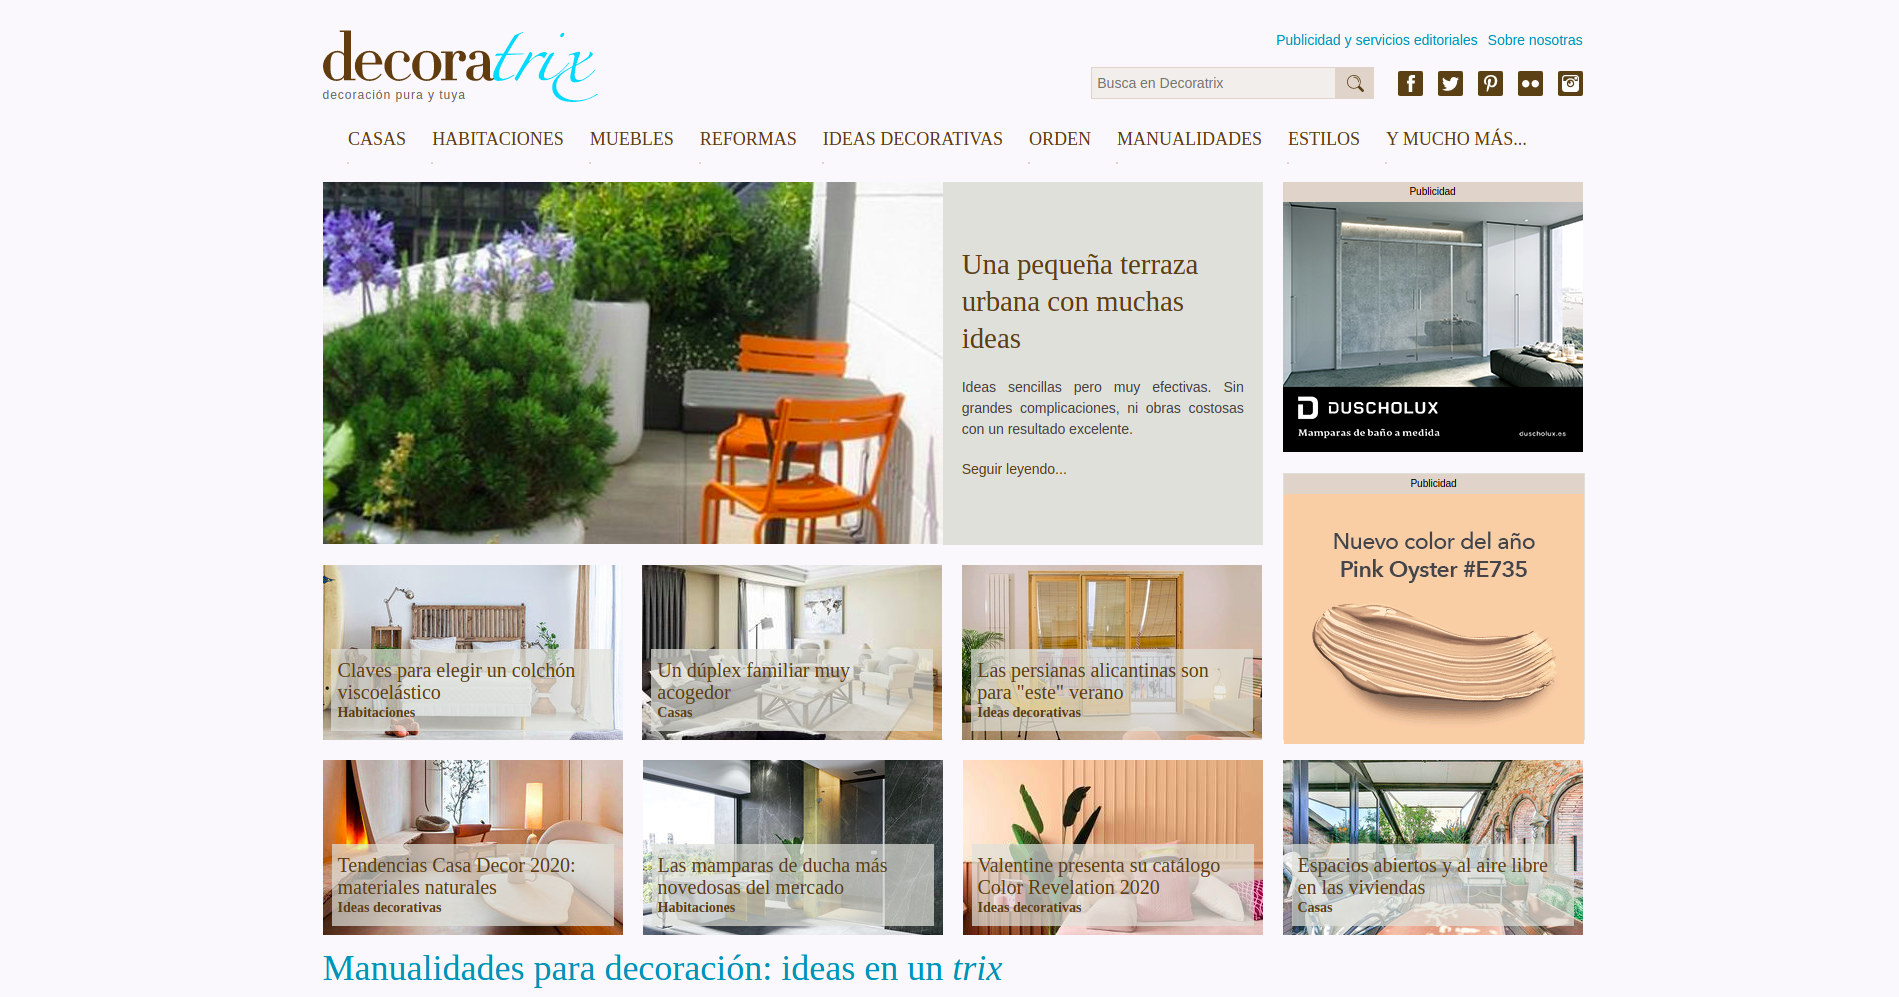 decoratrix
decoración pura y tuya
Publicidad y servicios editoriales
Sobre nosotras
Busca en Decoratrix
CASAS HABITACIONES MUEBLES REFORMAS IDEAS DECORATIVAS ORDEN MANUALIDADES ESTILOS Y MUCHO MÁS...
Una pequeña terraza
urbana con muchas
ideas
Ideas sencillas pero muy efectivas. Sin
grandes complicaciones, ni obras costosas
con un resultado excelente.
Seguir leyendo...
Publicidad
DUSCHOLUX
Mamparas de baño a medida
duscholux.es
Publicidad
Nuevo color del año
Pink Oyster #E735
Claves para elegir un colchón
viscoelástico
Habitaciones
Un dúplex familiar muy
acogedor
Casas
Las persianas alicantinas son
para "este" verano
Ideas decorativas
Tendencias Casa Decor 2020:
materiales naturales
Ideas decorativas
Las mamparas de ducha más
novedosas del mercado
Habitaciones
Valentine presenta su catálogo
Color Revelation 2020
Ideas decorativas
Espacios abiertos y al aire libre
en las viviendas
Casas
Manualidades para decoración: ideas en un trix